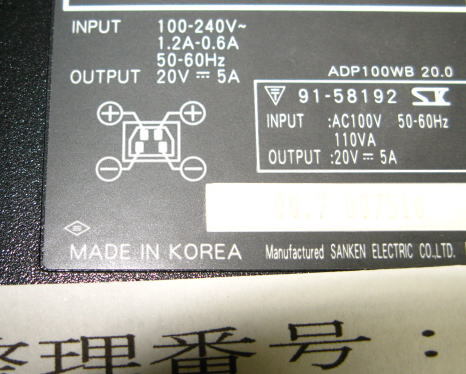 INPUT 100-240V~
1.2A-0.6A
50-60Hz
OUTPUT 20V ⎓ 5A
ADP100WB 20.0
91-58192
INPUT :AC100V 50-60Hz
110VA
OUTPUT :20V ⎓ 5A
MADE IN KOREA
Manufactured SANKEN ELECTRIC CO.,LTD.
理番号: